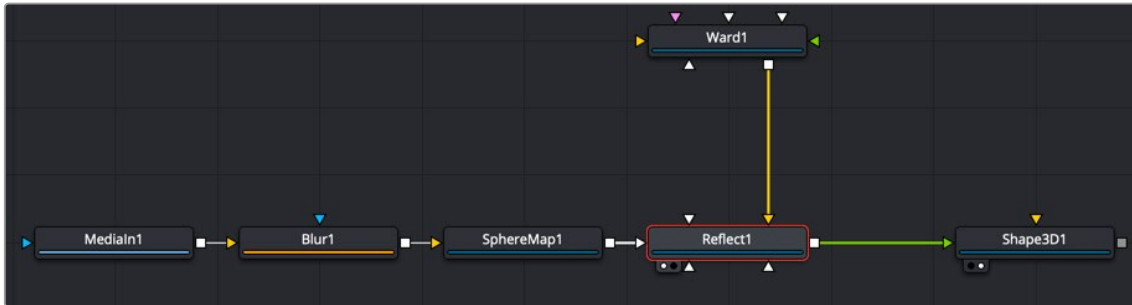 Ward1
MediaIn1
Blur1
SphereMap1
Reflect1
Shape3D1